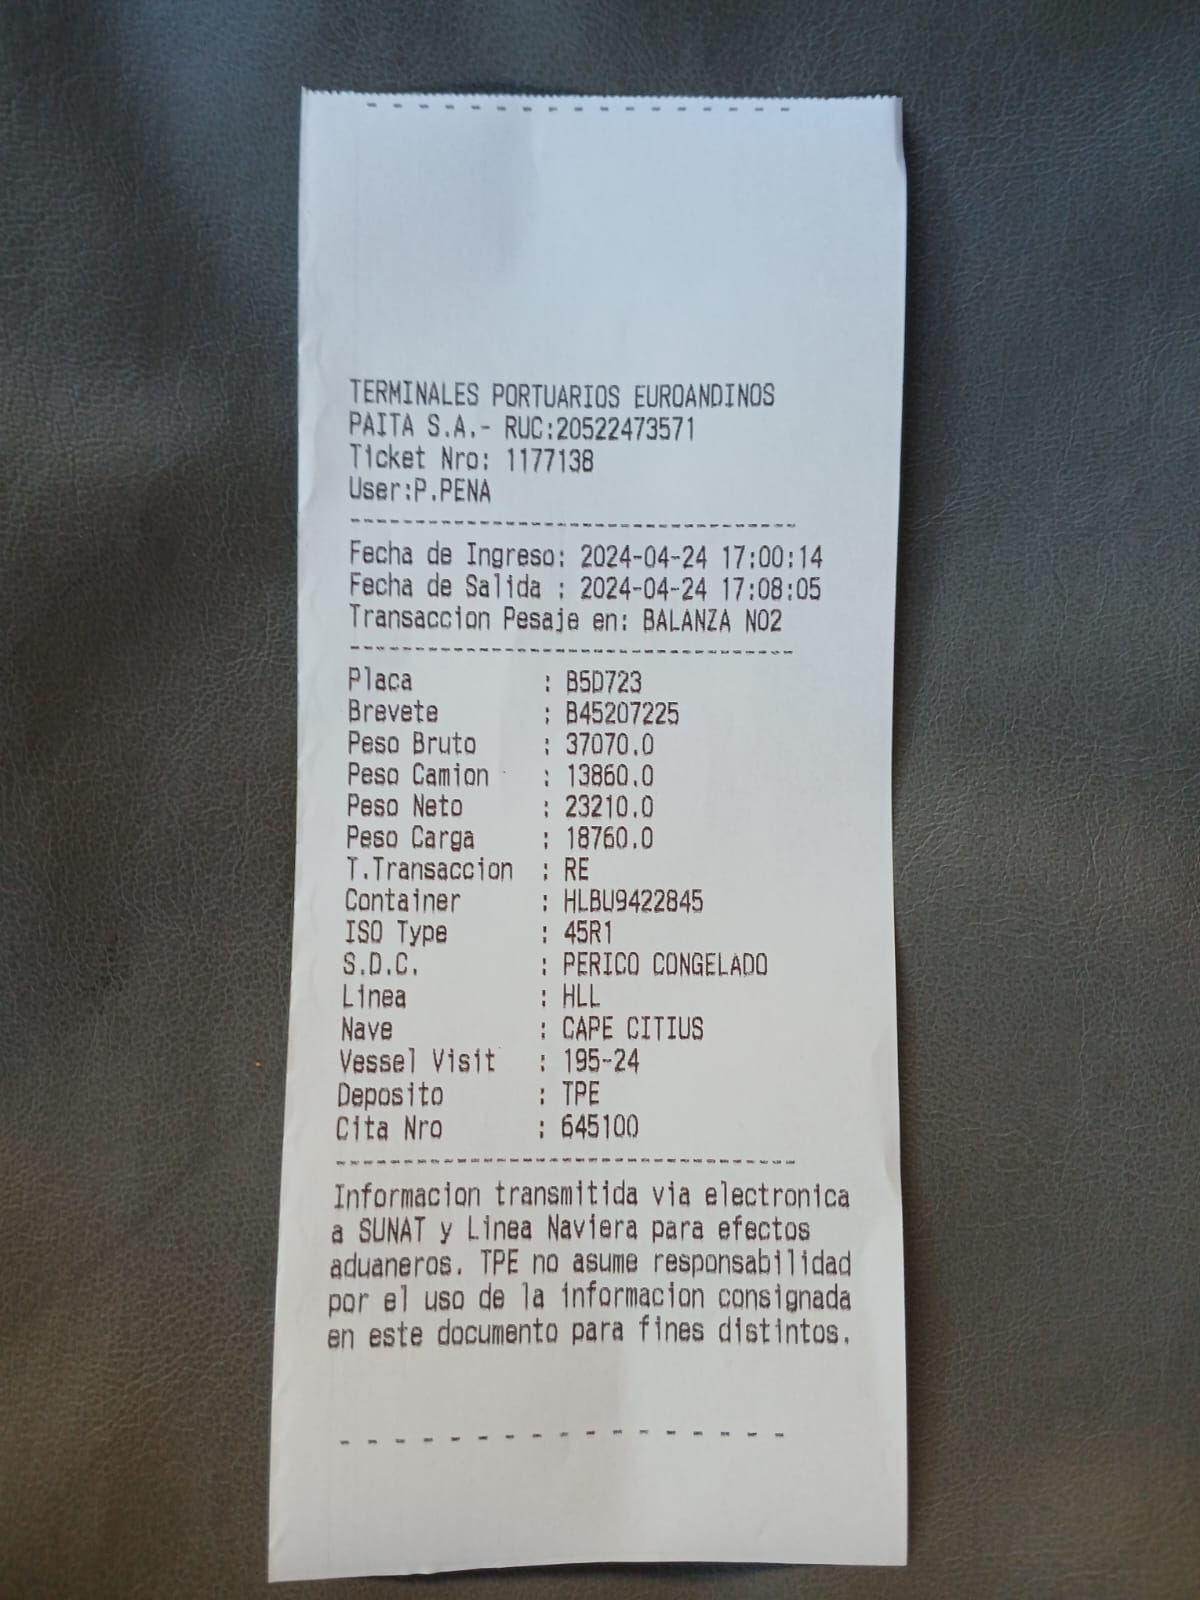 TERMINALES PORTUARIOS EUROANDINOS
PAITA S.A.- RUC:20522473571
Ticket Nro: 1177138
User:P.PENA
Fecha de Ingreso: 2024-04-24 17:00:14
Fecha de Salida : 2024-04-24 17:08:05
Transaccion Pesaje en: BALANZA NO2
Placa : B5D723
Brevete : B45207225
Peso Bruto : 37070.0
Peso Camion : 13860.0
Peso Neto : 23210.0
Peso Carga : 18760.0
T.Transaccion : RE
Container : HLBU9422845
ISO Type : 45R1
S.D.C. : PERICO CONGELADO
Linea : HLL
Nave : CAPE CITIUS
Vessel Visit : 195-24
Deposito : TPE
Cita Nro : 645100
Informacion transmitida via electronica
a SUNAT y Linea Naviera para efectos
aduaneros. TPE no asume responsabilidad
por el uso de la informacion consignada
en este documento para fines distintos.